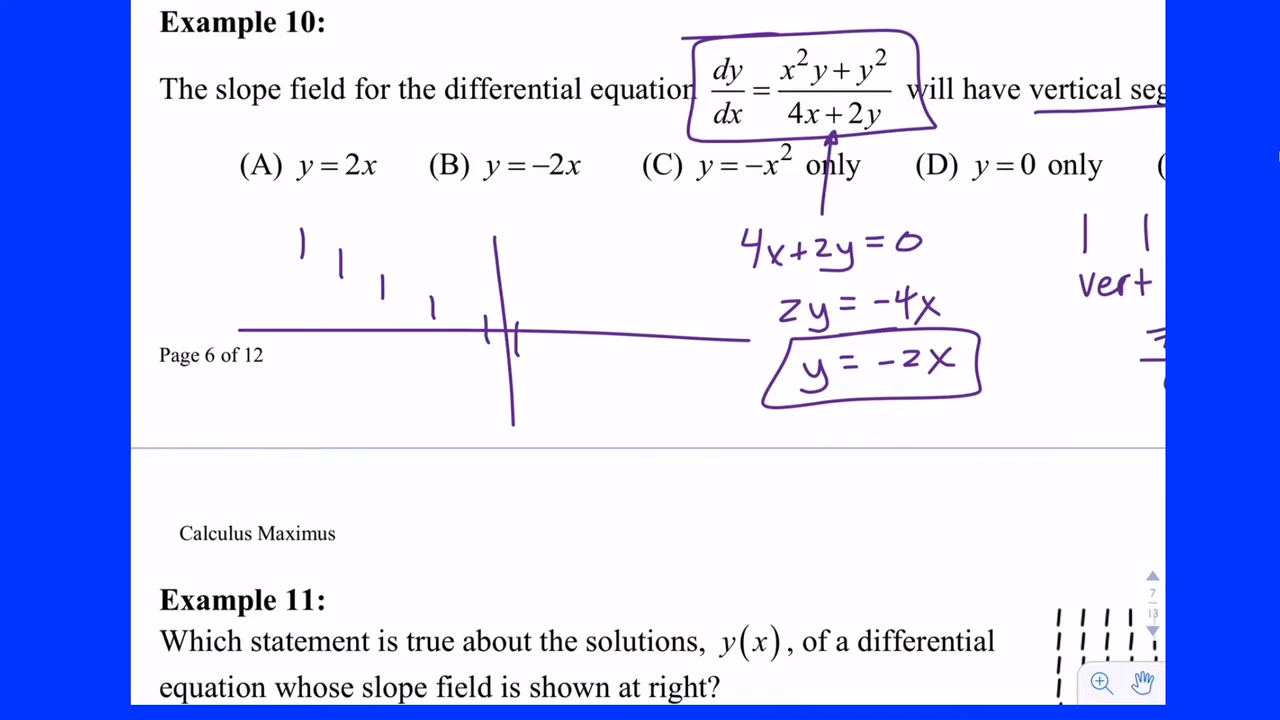 Example 10:
The slope field for the differential equation dy/dx = (x²y + y²)/(4x + 2y) will have vertical seg
(A) y = 2x (B) y = −2x (C) y = −x² only (D) y = 0 only (
4x+2y = 0
2y = -4x
vert
y = -2x
Page 6 of 12
Calculus Maximus
Example 11:
Which statement is true about the solutions, y(x), of a differential
equation whose slope field is shown at right?
7
13